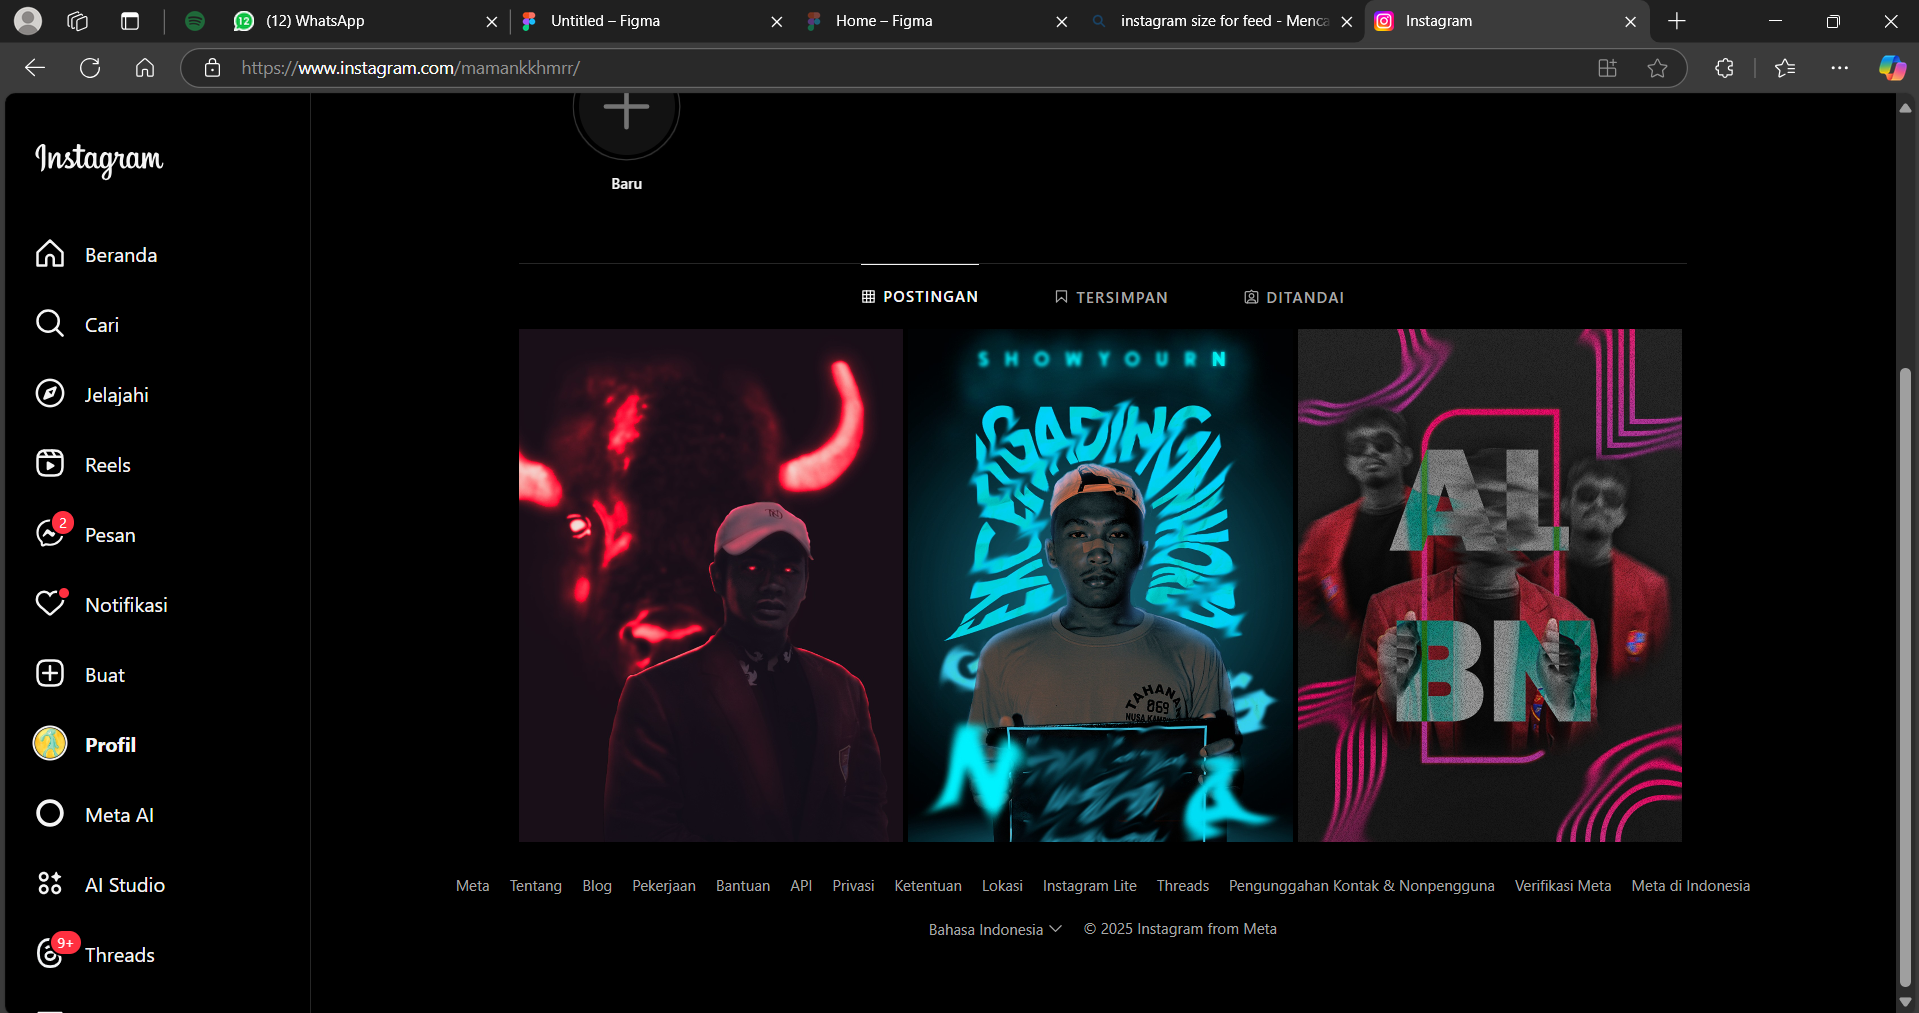 (12) WhatsApp
Untitled – Figma
Home – Figma
instagram size for feed - Menca
Instagram
https://www.instagram.com/mamankkhmrr/
Instagram
Baru
Beranda
Cari
Jelajahi
Reels
2
Pesan
Notifikasi
Buat
Profil
Meta AI
AI Studio
9+
Threads
POSTINGAN
TERSIMPAN
DITANDAI
SHOWYOURN
GADING
TAHANAN
069
AL
BN
Meta
Tentang
Blog
Pekerjaan
Bantuan
API
Privasi
Ketentuan
Lokasi
Instagram Lite
Threads
Pengunggahan Kontak & Nonpengguna
Verifikasi Meta
Meta di Indonesia
Bahasa Indonesia
© 2025 Instagram from Meta